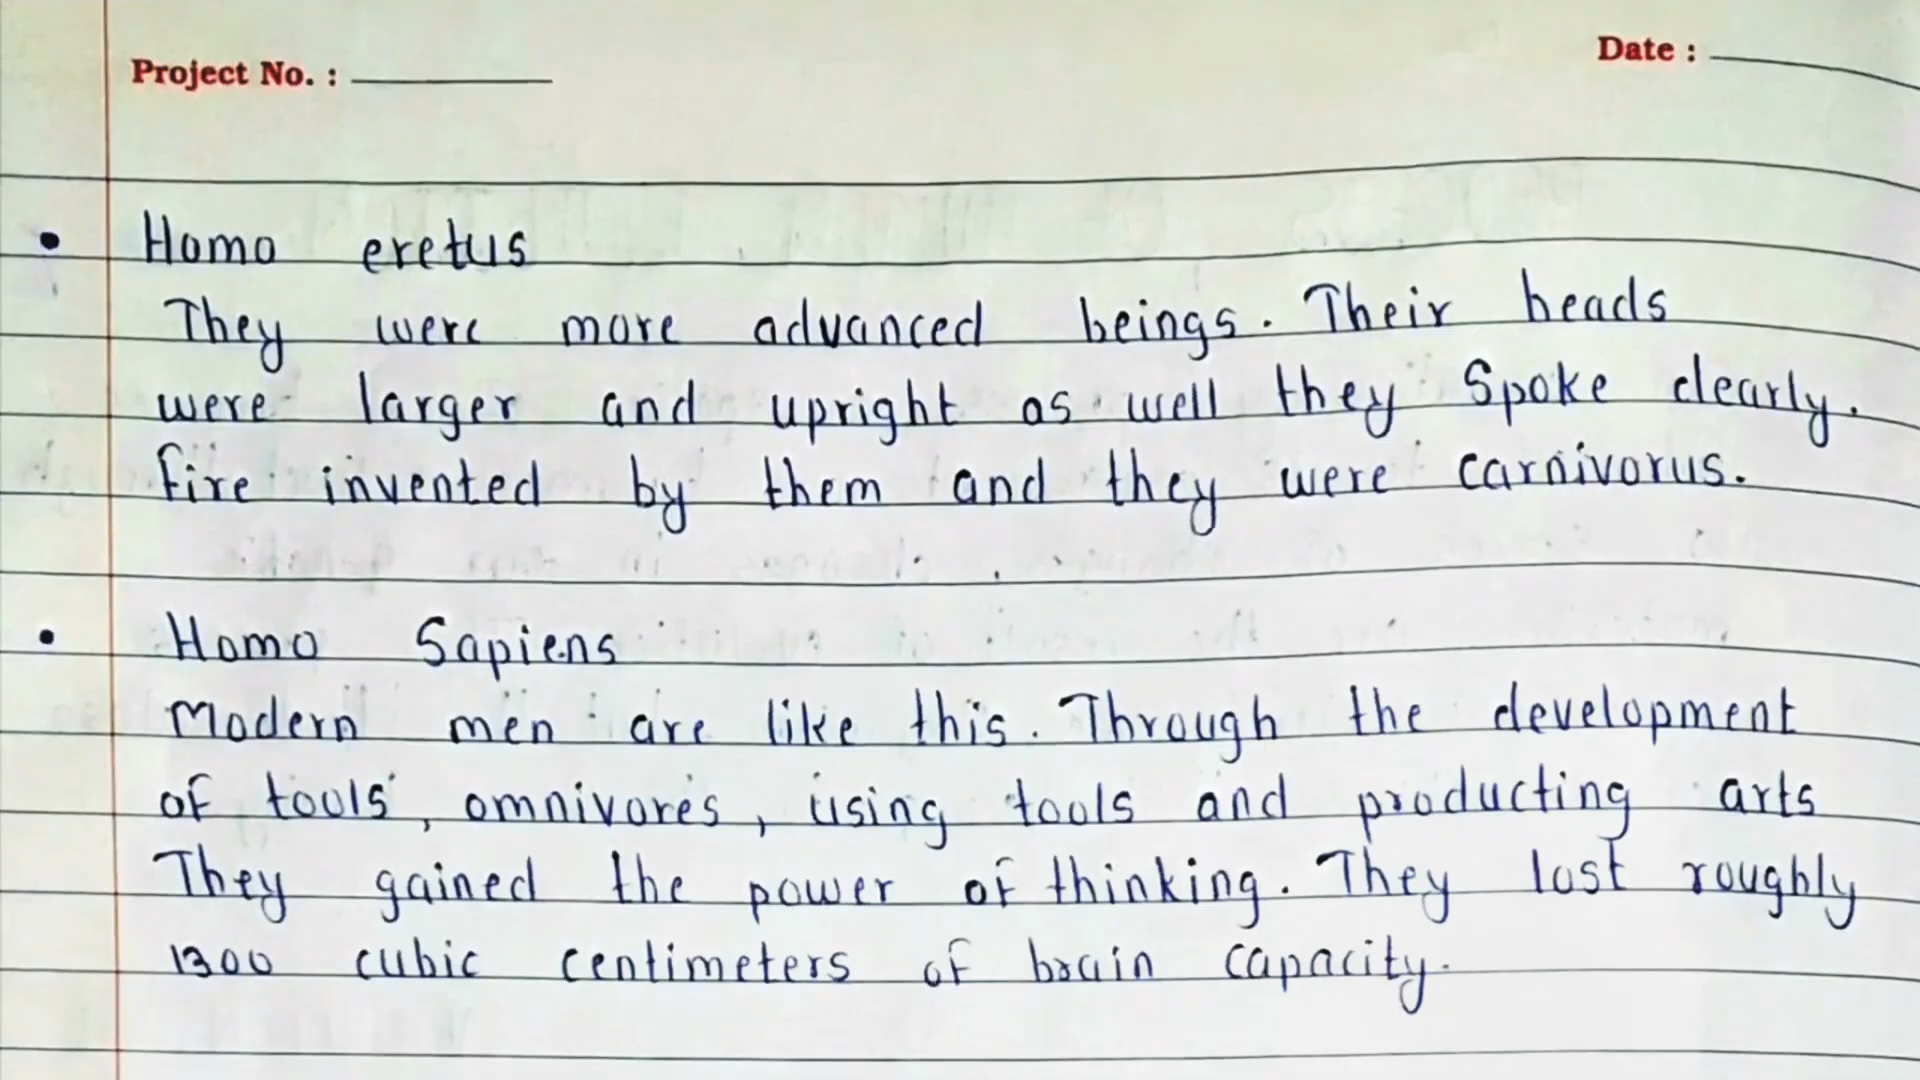 Project No. :
Date :
• Homo eretus
They were more advanced beings. Their heads
were larger and upright as well they Spoke clearly.
fire invented by them and they were carnivorus.
• Homo Sapiens
Modern men are like this. Through the development
of tools, omnivores, using tools and producting arts
They gained the power of thinking. They lost roughly
1300 cubic centimeters of brain capacity.